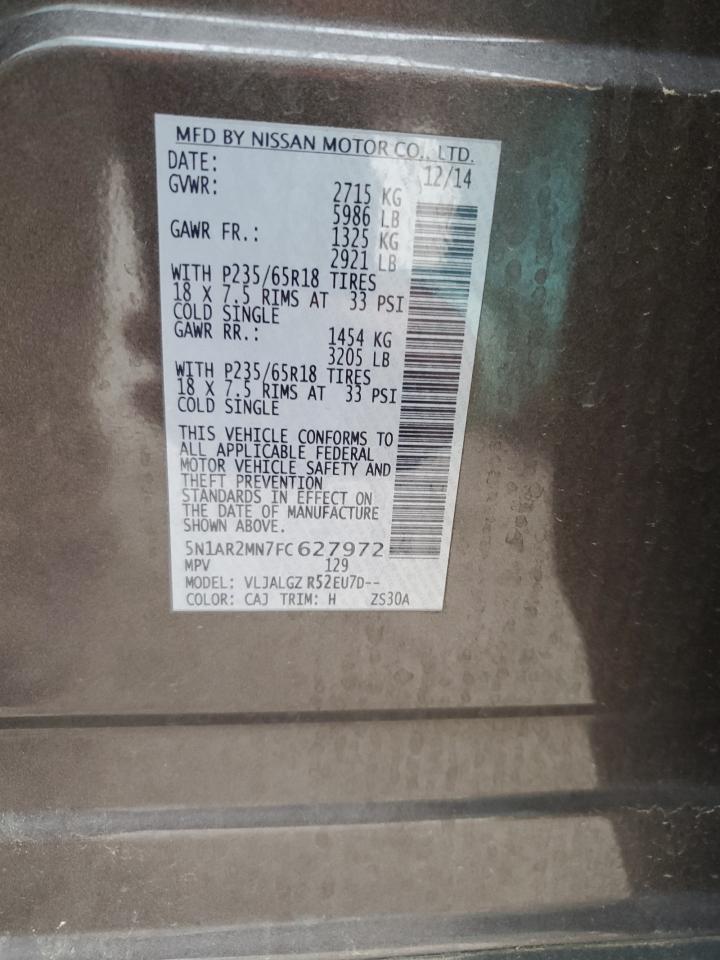 MFD BY NISSAN MOTOR CO., LTD.
DATE: 12/14
GVWR: 2715 KG
5986 LB
GAWR FR.: 1325 KG
2921 LB
WITH P235/65R18 TIRES
18 X 7.5 RIMS AT 33 PSI
COLD SINGLE
GAWR RR.: 1454 KG
3205 LB
WITH P235/65R18 TIRES
18 X 7.5 RIMS AT 33 PSI
COLD SINGLE
THIS VEHICLE CONFORMS TO
ALL APPLICABLE FEDERAL
MOTOR VEHICLE SAFETY AND
THEFT PREVENTION
STANDARDS IN EFFECT ON
THE DATE OF MANUFACTURE
SHOWN ABOVE.
5N1AR2MN7FC627972
MPV 129
MODEL: VLJALGZ R52EU7D--
COLOR: CAJ TRIM: H ZS30A